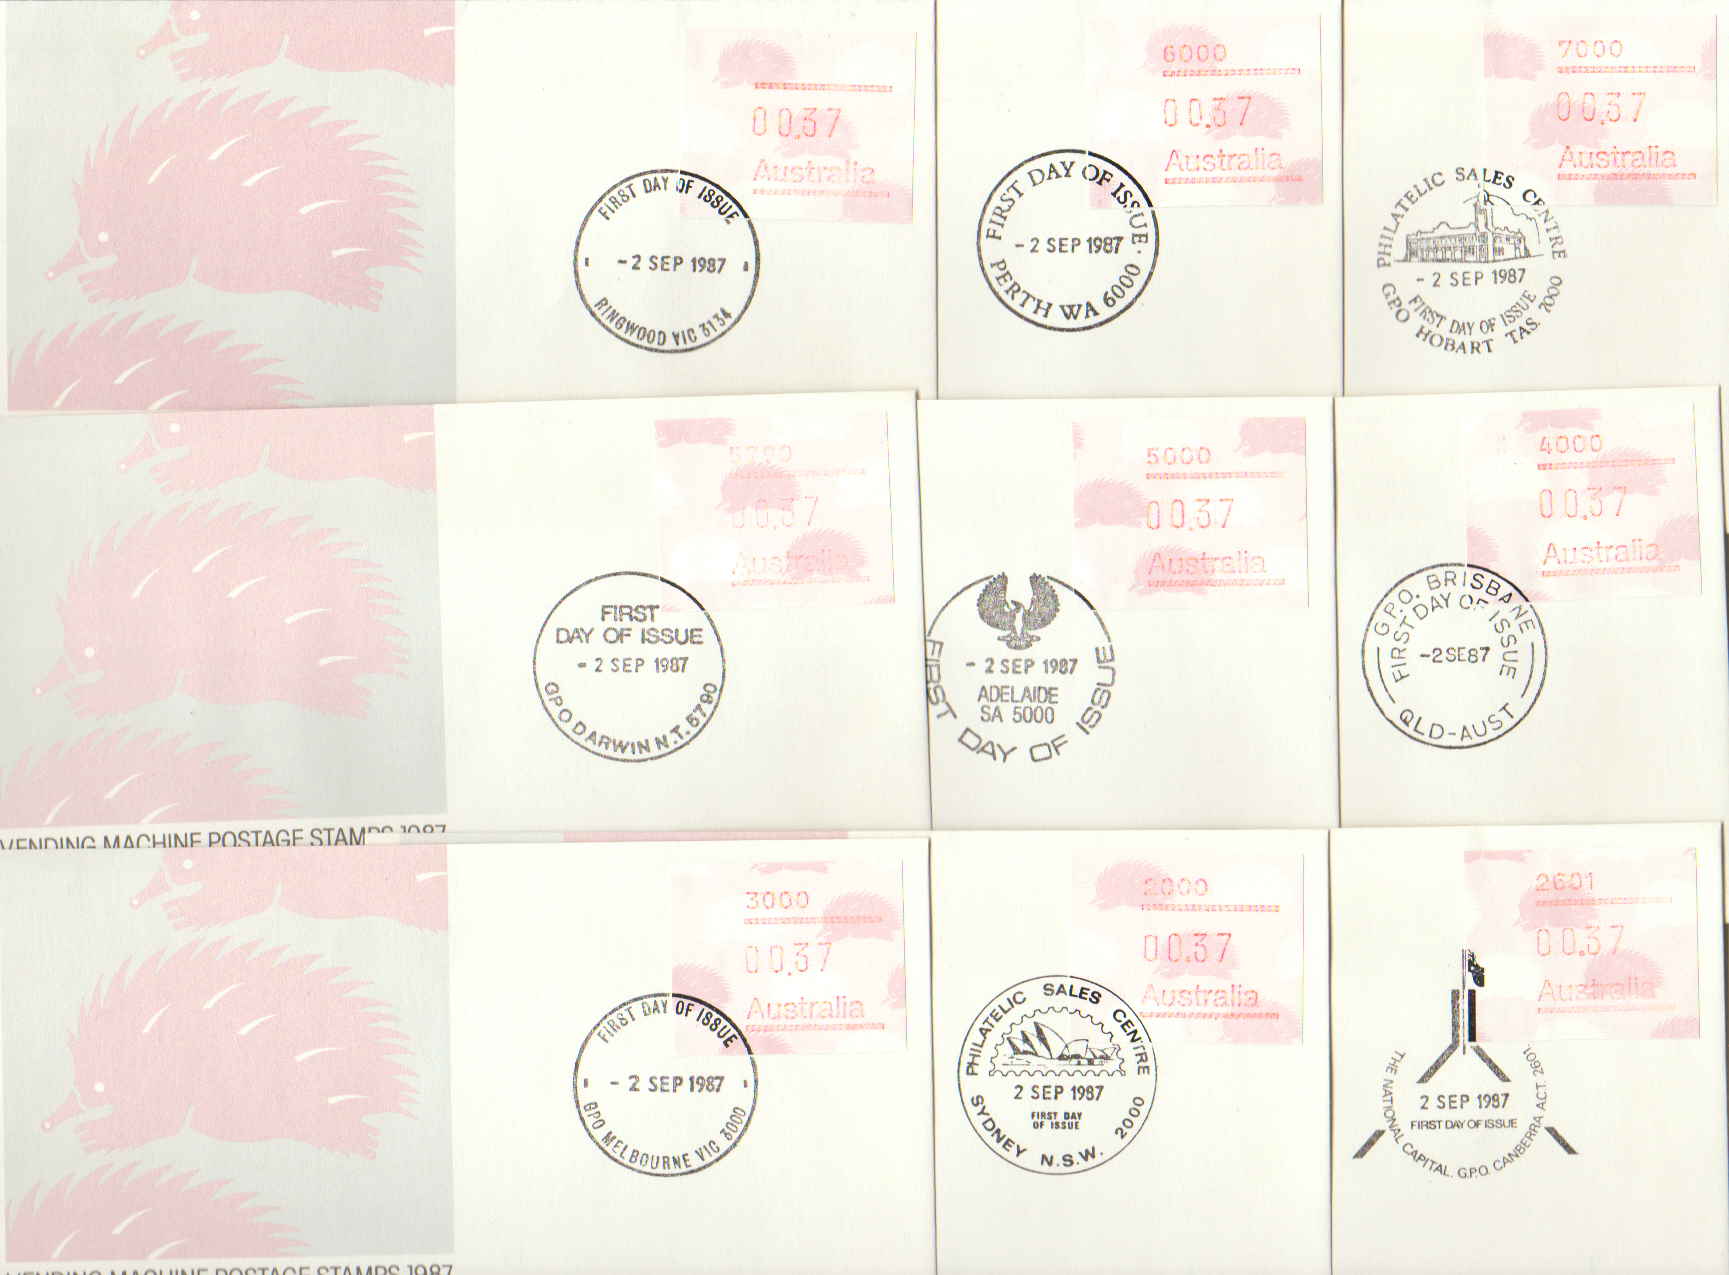 00.37
Australia
FIRST DAY OF ISSUE
- 2 SEP 1987
RINGWOOD VIC 3134
6000
00.37
Australia
FIRST DAY OF ISSUE
- 2 SEP 1987
PERTH WA 6000
7000
00.37
Australia
PHILATELIC SALES CENTRE
- 2 SEP 1987
FIRST DAY OF ISSUE
G.P.O HOBART TAS. 7000
5790
00.37
Australia
FIRST
DAY OF ISSUE
- 2 SEP 1987
GPO DARWIN N.T. 5790
5000
00.37
Australia
- 2 SEP 1987
ADELAIDE
SA 5000
FIRST DAY OF ISSUE
4000
00.37
Australia
G.P.O. BRISBANE
FIRST DAY OF ISSUE
-2SE87
QLD-AUST
VENDING MACHINE POSTAGE STAMPS 1987
3000
00.37
Australia
FIRST DAY OF ISSUE
- 2 SEP 1987
GPO MELBOURNE VIC 3000
2000
00.37
Australia
PHILATELIC SALES CENTRE
2 SEP 1987
FIRST DAY
OF ISSUE
SYDNEY N.S.W. 2000
2601
00.37
Australia
2 SEP 1987
FIRST DAY OF ISSUE
THE NATIONAL CAPITAL. G.P.O. CANBERRA A.C.T. 2601.
VENDING MACHINE POSTAGE STAMPS 1987